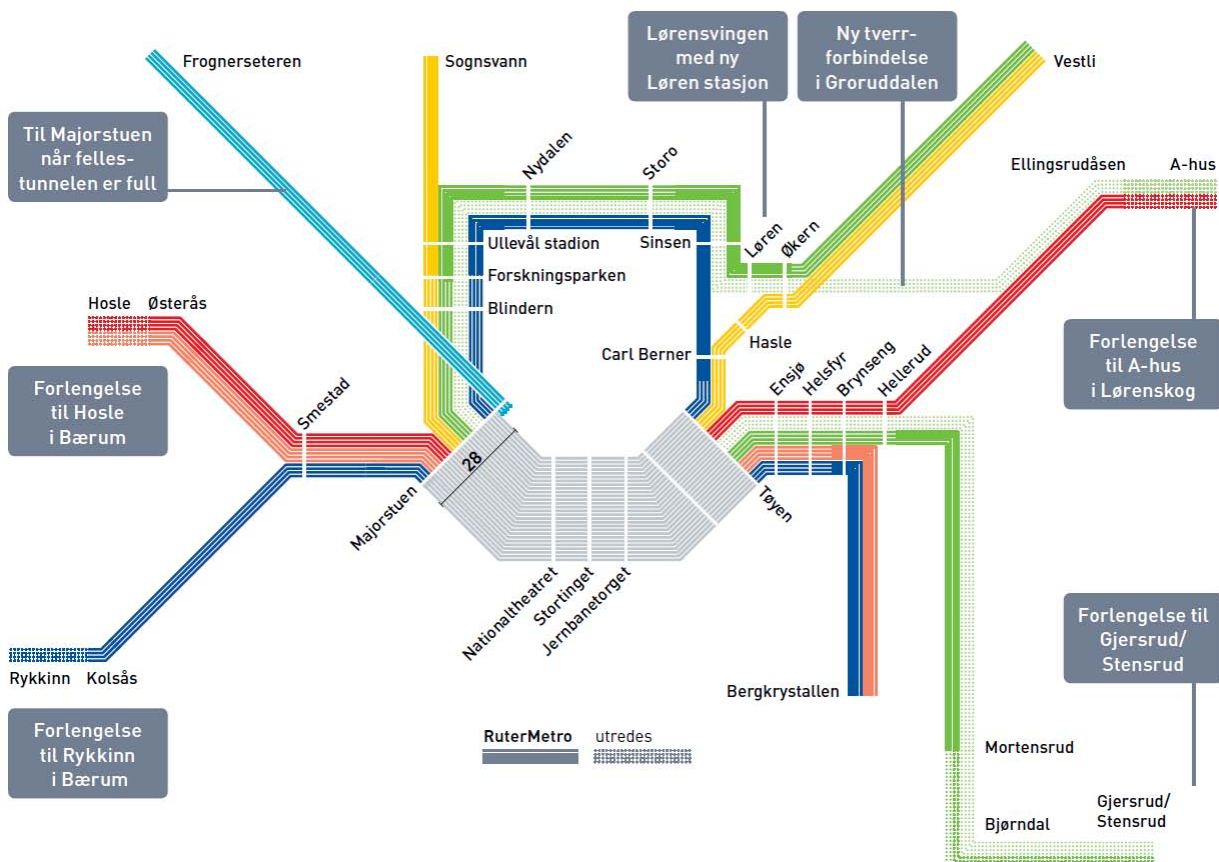 Frognerseteren
Sognsvann
Lørensvingen
med ny
Løren stasjon
Ny tverr-
forbindelse
i Groruddalen
Vestli
Til Majorstuen
når felles-
tunnelen er full
Nydalen
Storo
Ellingsrudåsen
A-hus
Ullevål stadion
Sinsen
Løren
Økern
Forskningsparken
Blindern
Hosle
Østerås
Carl Berner
Hasle
Forlengelse
til Hosle
i Bærum
Smestad
Ensjø
Helsfyr
Brynseng
Hellerud
Forlengelse
til A-hus
i Lørenskog
28
Majorstuen
Tøyen
Nationaltheatret
Stortinget
Jernbanetorget
Forlengelse til
Gjersrud/
Stensrud
Rykkinn
Kolsås
Bergkrystallen
Forlengelse
til Rykkinn
i Bærum
RuterMetro
utredes
Mortensrud
Bjørndal
Gjersrud/
Stensrud